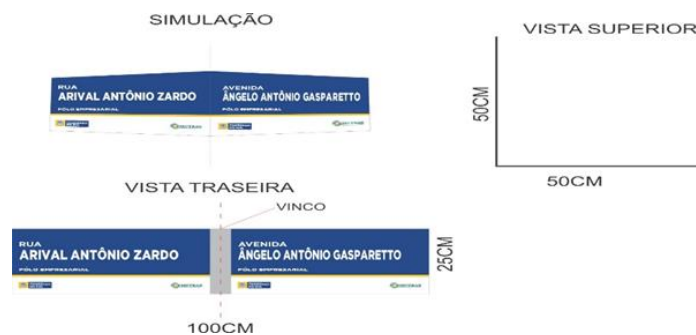 SIMULAÇÃO
VISTA SUPERIOR
RUA
ARIVAL ANTÔNIO ZARDO
PÓLO EMPRESARIAL
AVENIDA
ÂNGELO ANTÔNIO GASPARETTO
PÓLO EMPRESARIAL
50CM
50CM
VISTA TRASEIRA
VINCO
RUA
ARIVAL ANTÔNIO ZARDO
PÓLO EMPRESARIAL
AVENIDA
ÂNGELO ANTÔNIO GASPARETTO
PÓLO EMPRESARIAL
25CM
100CM